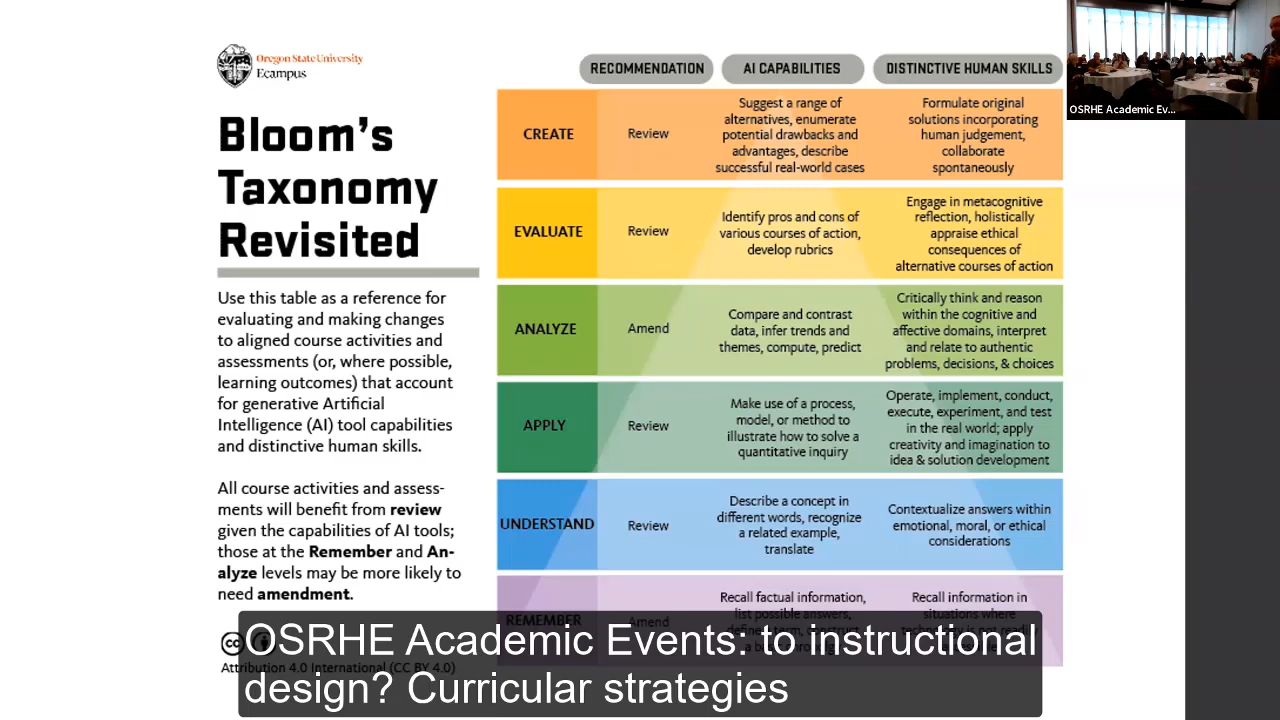 Oregon State University
Ecampus
Bloom's
Taxonomy
Revisited
Use this table as a reference for
evaluating and making changes
to aligned course activities and
assessments (or, where possible,
learning outcomes) that account
for generative Artificial
Intelligence (AI) tool capabilities
and distinctive human skills.
All course activities and assess-
ments will benefit from review
given the capabilities of AI tools;
those at the Remember and An-
alyze levels may be more likely to
need amendment.
Attribution 4.0 International (CC BY 4.0)
RECOMMENDATION
AI CAPABILITIES
DISTINCTIVE HUMAN SKILLS
CREATE
Review
Suggest a range of
alternatives, enumerate
potential drawbacks and
advantages, describe
successful real-world cases
Formulate original
solutions incorporating
human judgement,
collaborate
spontaneously
EVALUATE
Review
Identify pros and cons of
various courses of action,
develop rubrics
Engage in metacognitive
reflection, holistically
appraise ethical
consequences of
alternative courses of action
ANALYZE
Amend
Compare and contrast
data, infer trends and
themes, compute, predict
Critically think and reason
within the cognitive and
affective domains, interpret
and relate to authentic
problems, decisions, & choices
APPLY
Review
Make use of a process,
model, or method to
illustrate how to solve a
quantitative inquiry
Operate, implement, conduct,
execute, experiment, and test
in the real world; apply
creativity and imagination to
idea & solution development
UNDERSTAND
Review
Describe a concept in
different words, recognize
a related example,
translate
Contextualize answers within
emotional, moral, or ethical
considerations
REMEMBER
Amend
Recall factual information,
list possible answers,
Recall information in
situations where
OSRHE Academic Ev...
OSRHE Academic Events: to instructional
design? Curricular strategies